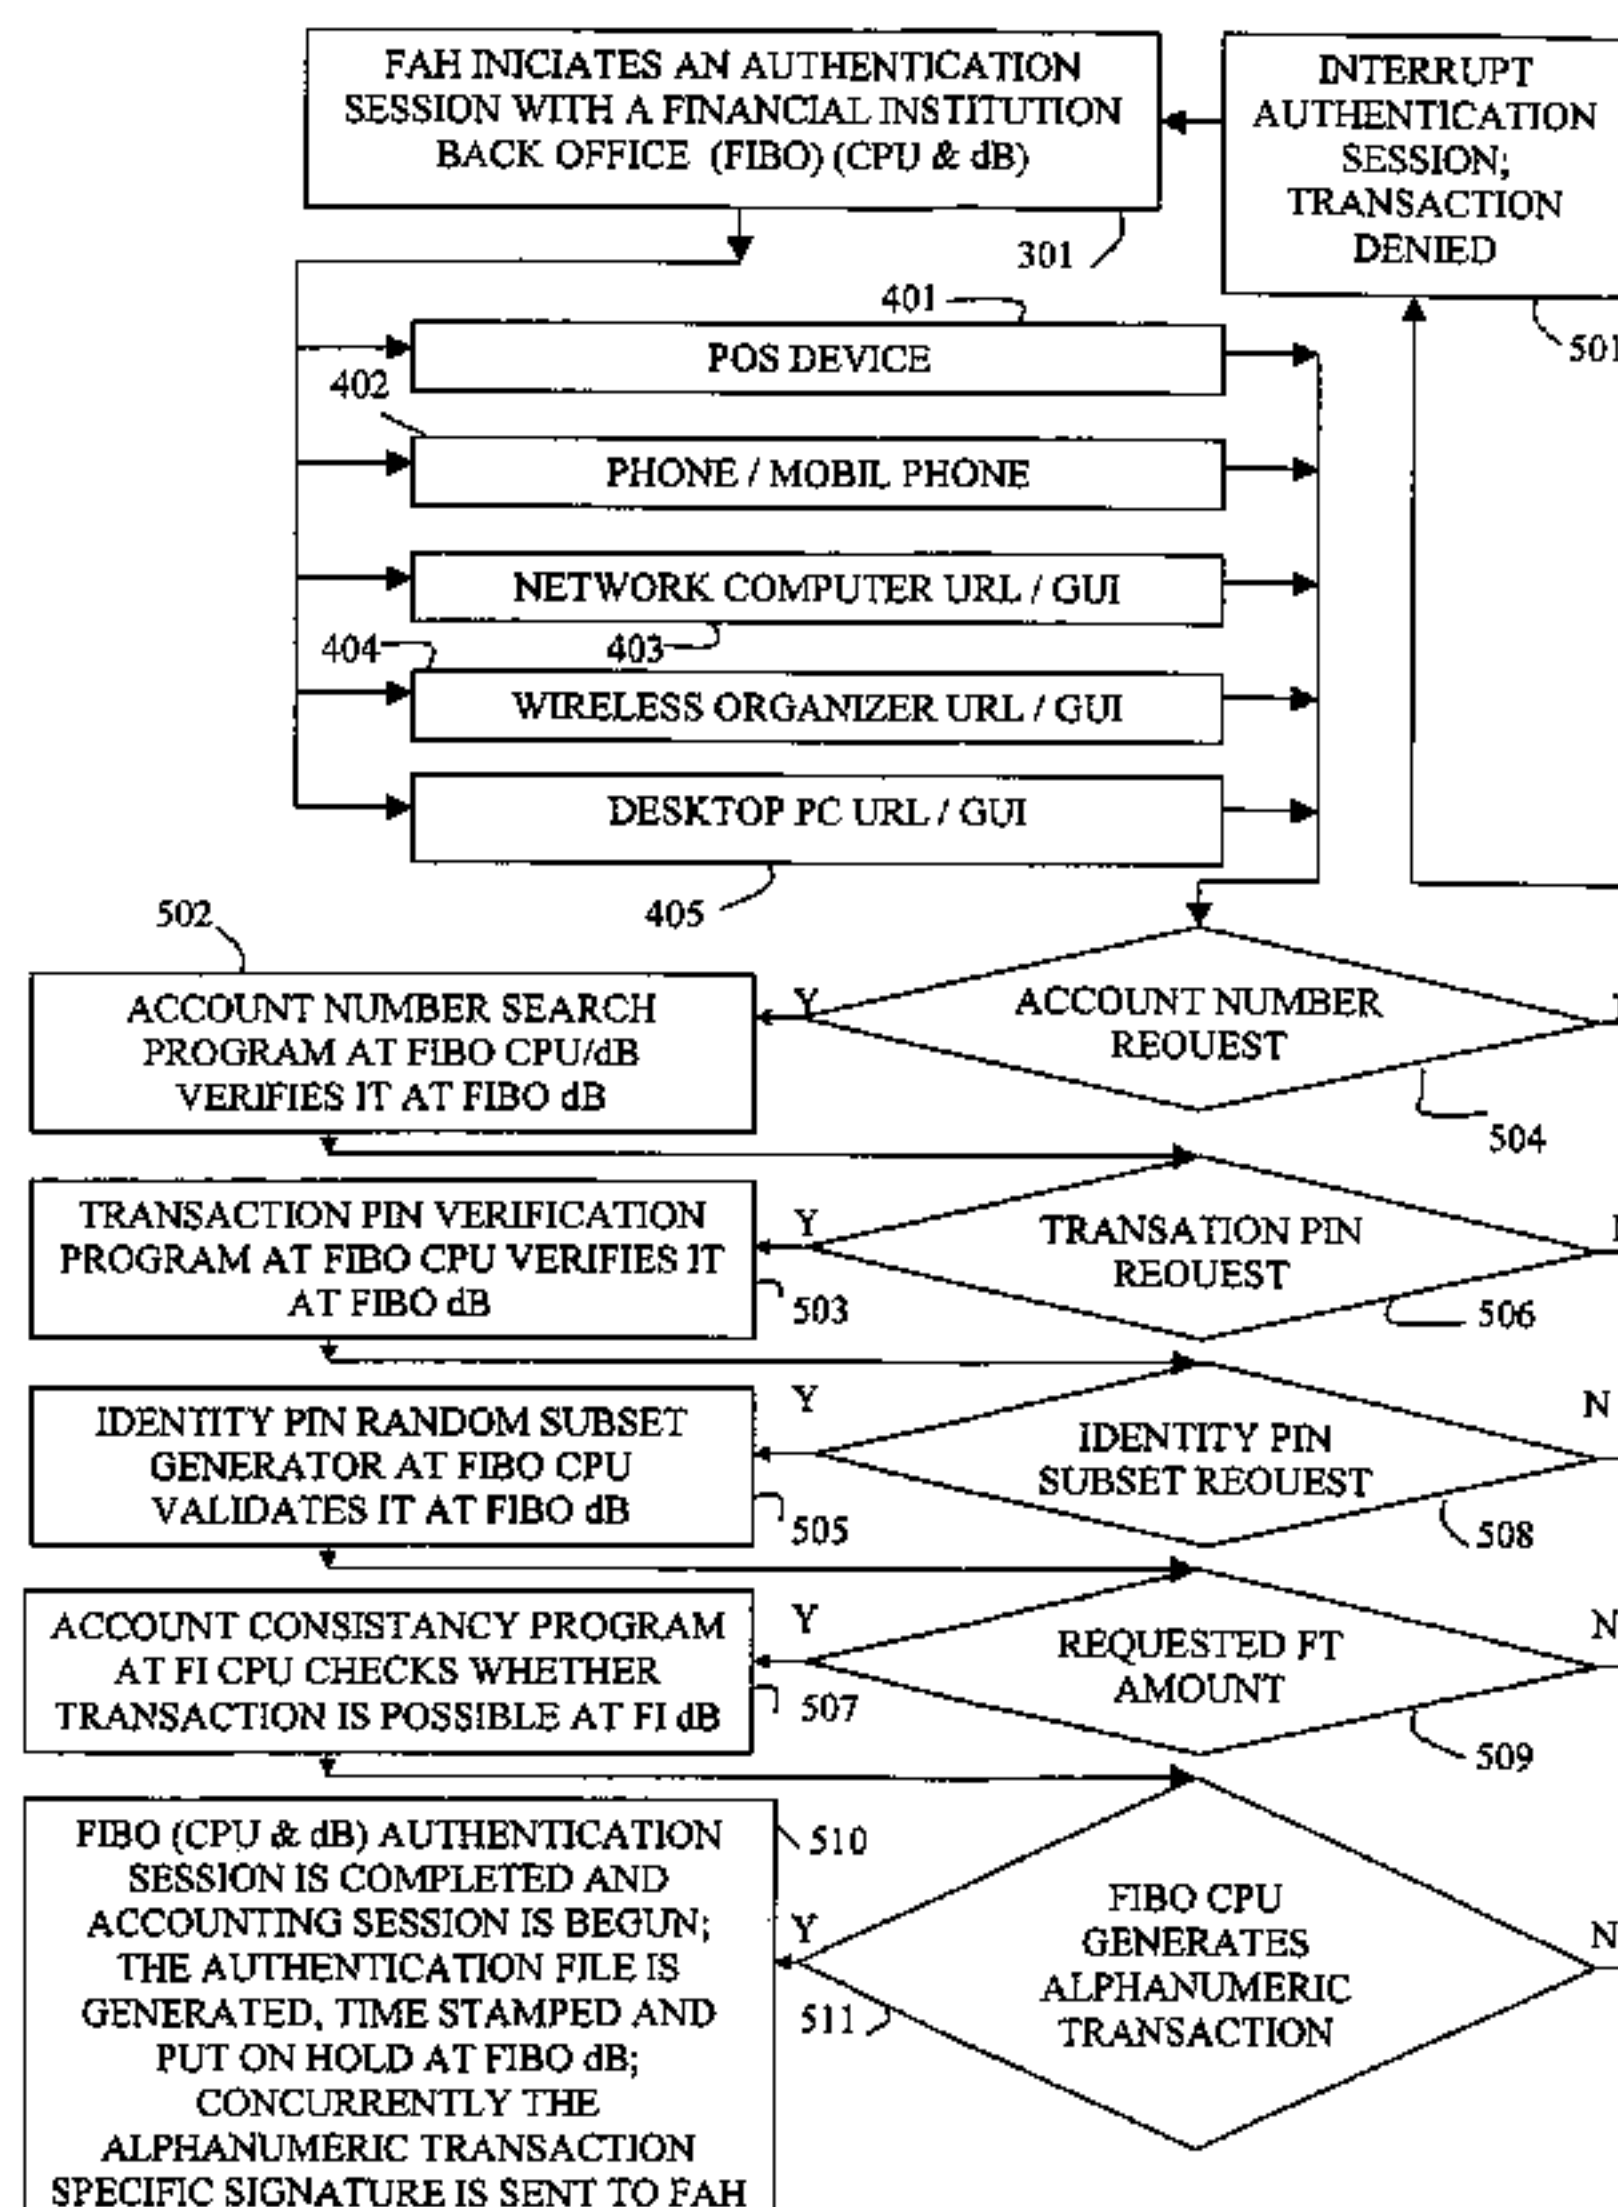 FAH INICIATES AN AUTHENTICATION
SESSION WITH A FINANCIAL INSTITUTION
BACK OFFICE (FIBO) (CPU & dB)
301
INTERRUPT
AUTHENTICATION
SESSION;
TRANSACTION
DENIED
501
401
POS DEVICE
402
PHONE / MOBIL PHONE
NETWORK COMPUTER URL / GUI
403
404
WIRELESS ORGANIZER URL / GUI
DESKTOP PC URL / GUI
405
502
ACCOUNT NUMBER SEARCH
PROGRAM AT FIBO CPU/dB
VERIFIES IT AT FIBO dB
Y
ACCOUNT NUMBER
REQUEST
504
TRANSACTION PIN VERIFICATION
PROGRAM AT FIBO CPU VERIFIES IT
AT FIBO dB
503
Y
TRANSATION PIN
REQUEST
506
IDENTITY PIN RANDOM SUBSET
GENERATOR AT FIBO CPU
VALIDATES IT AT FIBO dB
505
Y
IDENTITY PIN
SUBSET REQUEST
N
508
ACCOUNT CONSISTANCY PROGRAM
AT FI CPU CHECKS WHETHER
TRANSACTION IS POSSIBLE AT FI dB
507
Y
REQUESTED FT
AMOUNT
N
509
FIBO (CPU & dB) AUTHENTICATION
SESSION IS COMPLETED AND
ACCOUNTING SESSION IS BEGUN;
THE AUTHENTICATION FILE IS
GENERATED, TIME STAMPED AND
PUT ON HOLD AT FIBO dB;
CONCURRENTLY THE
ALPHANUMERIC TRANSACTION
SPECIFIC SIGNATURE IS SENT TO FAH
510
Y
511
FIBO CPU
GENERATES
ALPHANUMERIC
TRANSACTION
N